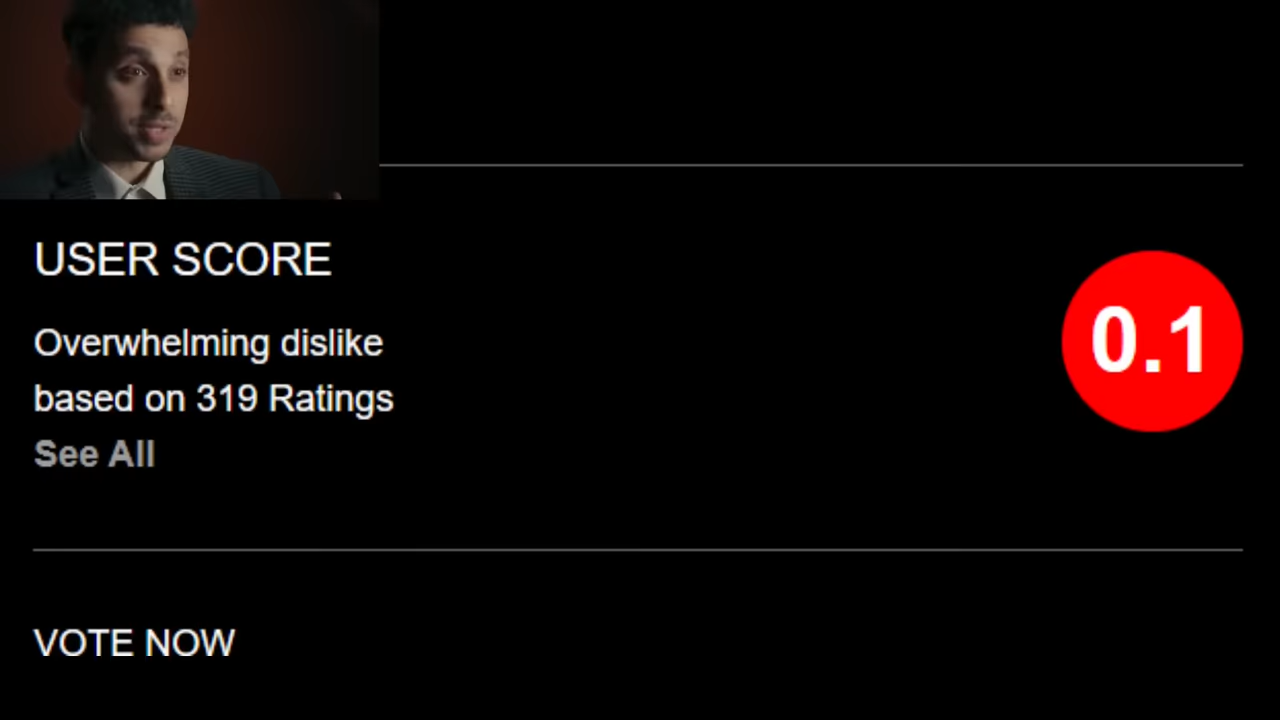 USER SCORE
Overwhelming dislike
based on 319 Ratings
See All
0.1
VOTE NOW